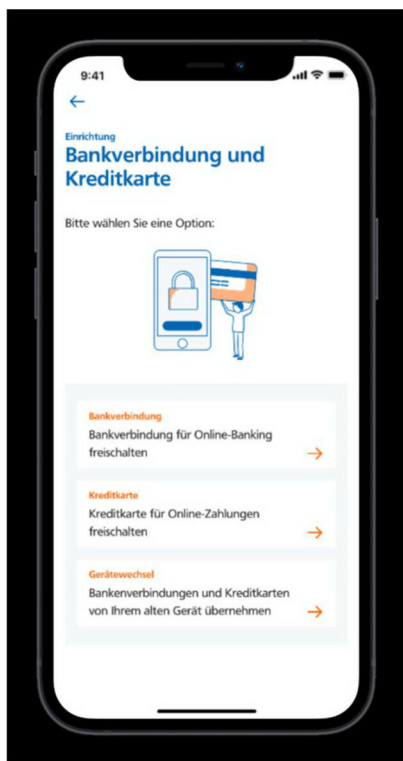 9:41
Einrichtung
Bankverbindung und
Kreditkarte
Bitte wählen Sie eine Option:
Bankverbindung
Bankverbindung für Online-Banking
freischalten
Kreditkarte
Kreditkarte für Online-Zahlungen
freischalten
Gerätewechsel
Bankenverbindungen und Kreditkarten
von Ihrem alten Gerät übernehmen